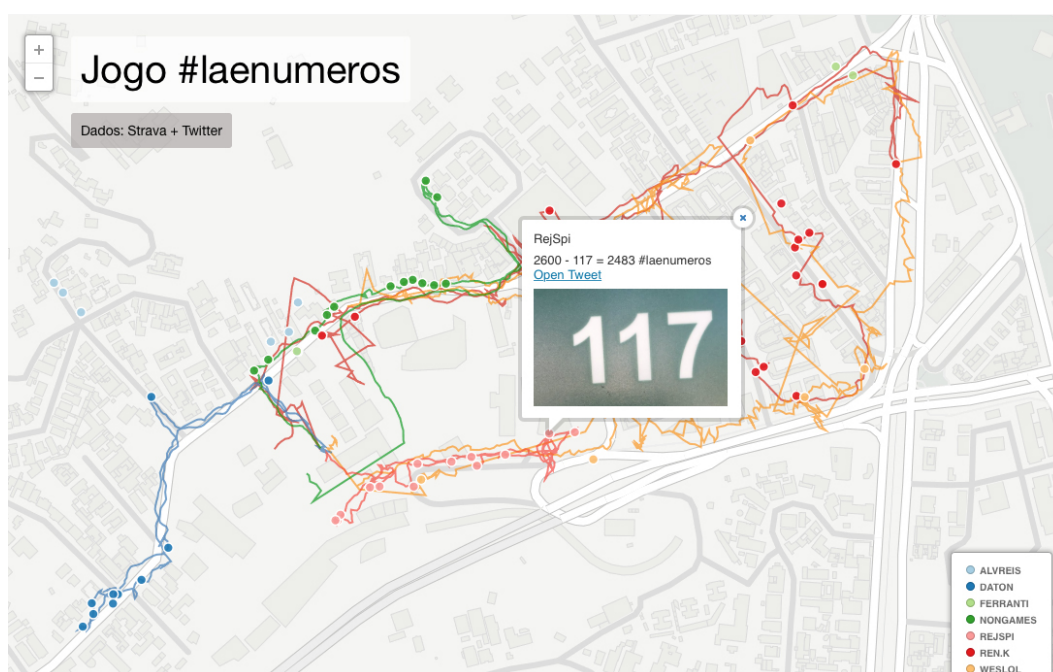 +
−
Jogo #laenumeros
Dados: Strava + Twitter
×
RejSpi
2600 - 117 = 2483 #laenumeros
Open Tweet
117
ALVREIS
DATON
FERRANTI
NONGAMES
REJSPI
REN.K
WESLOL